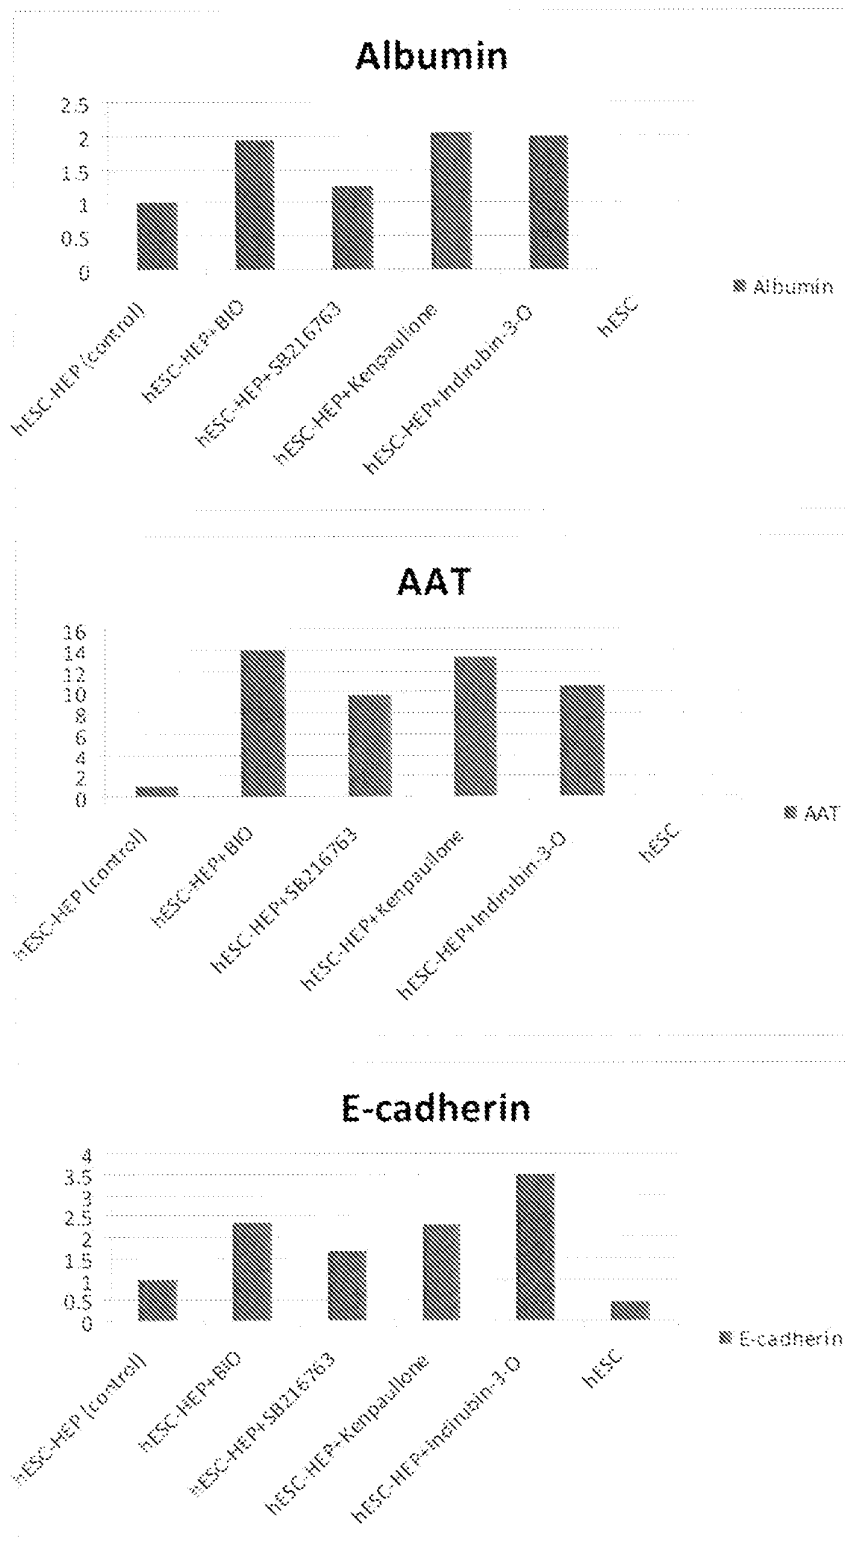 Albumin
2.5
2
1.5
1
0.5
0
hESC-HEP (control)
hESC-HEP+BIO
hESC-HEP+SB216763
hESC-HEP+Kenpaullone
hESC-HEP+Indirubin-3-O
hESC
Albumin
AAT
16
14
12
10
8
6
4
2
0
hESC-HEP (control)
hESC-HEP+BIO
hESC-HEP+SB216763
hESC-HEP+Kenpaullone
hESC-HEP+Indirubin-3-O
hESC
AAT
E-cadherin
4
3.5
3
2.5
2
1.5
1
0.5
0
hESC-HEP (control)
hESC-HEP+BIO
hESC-HEP+SB216763
hESC-HEP+Kenpaullone
hESC-HEP+Indirubin-3-O
hESC
E-cadherin